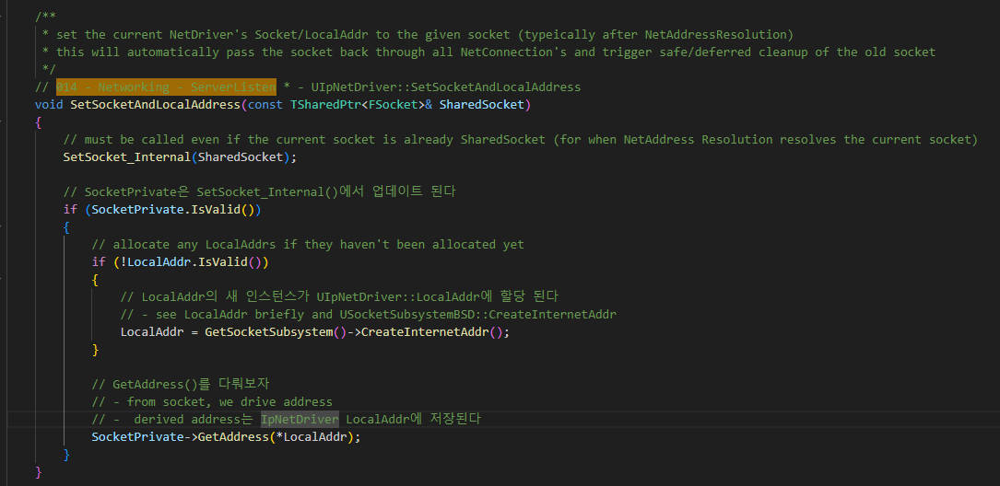 /**
* set the current NetDriver's Socket/LocalAddr to the given socket (typeically after NetAddressResolution)
* this will automatically pass the socket back through all NetConnection's and trigger safe/deferred cleanup of the old socket
*/
// 014 - Networking - ServerListen * - UIpNetDriver::SetSocketAndLocalAddress
void SetSocketAndLocalAddress(const TSharedPtr<FSocket>& SharedSocket)
{
// must be called even if the current socket is already SharedSocket (for when NetAddress Resolution resolves the current socket)
SetSocket_Internal(SharedSocket);
// SocketPrivate은 SetSocket_Internal()에서 업데이트 된다
if (SocketPrivate.IsValid())
{
// allocate any LocalAddrs if they haven't been allocated yet
if (!LocalAddr.IsValid())
{
// LocalAddr의 새 인스턴스가 UIpNetDriver::LocalAddr에 할당 된다
// - see LocalAddr briefly and USocketSubsystemBSD::CreateInternetAddr
LocalAddr = GetSocketSubsystem()->CreateInternetAddr();
}
// GetAddress()를 다뤄보자
// - from socket, we drive address
// -  derived address는 IpNetDriver LocalAddr에 저장된다
SocketPrivate->GetAddress(*LocalAddr);
}
}